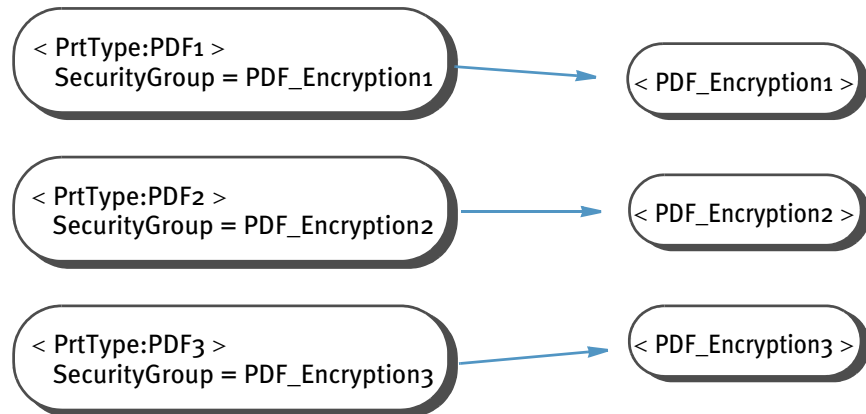 < PrtType:PDF1 >
SecurityGroup = PDF_Encryption1
< PDF_Encryption1 >
< PrtType:PDF2 >
SecurityGroup = PDF_Encryption2
< PDF_Encryption2 >
< PrtType:PDF3 >
SecurityGroup = PDF_Encryption3
< PDF_Encryption3 >